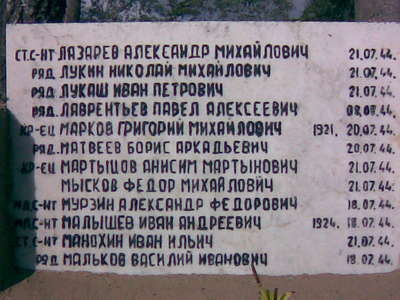 СТ.С-НТ ЛАЗАРЕВ АЛЕКСАНДР МИХАЙЛОВИЧ 21.07.44.
РЯД. ЛУКИН НИКОЛАЙ МИХАЙЛОВИЧ 21.07.44.
РЯД. ЛУКАШ ИВАН ПЕТРОВИЧ 21.07.44.
РЯД. ЛАВРЕНТЬЕВ ПАВЕЛ АЛЕКСЕЕВИЧ 08.08.44.
КР-ЕЦ МАРКОВ ГРИГОРИЙ МИХАЙЛОВИЧ 1921. 20.07.44.
РЯД. МАТВЕЕВ БОРИС АРКАДЬЕВИЧ 20.07.44.
КР-ЕЦ МАРТЫЦОВ АНИСИМ МАРТЫНОВИЧ 21.07.44.
МЫСКОВ ФЕДОР МИХАЙЛОВИЧ 21.07.44.
МЛ.С-НТ МУРЗИН АЛЕКСАНДР ФЕДОРОВИЧ 18.07.44.
МЛ.С-НТ МАЛЫШЕВ ИВАН АНДРЕЕВИЧ 1924. 18.07.44.
СТ.С-НТ МАНОХИН ИВАН ИЛЬИЧ 21.07.44.
РЯД МАЛЬКОВ ВАСИЛИЙ ИВАНОВИЧ 18.07.44.